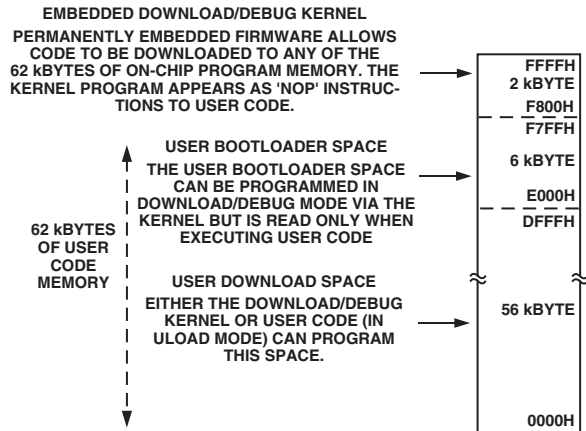 EMBEDDED DOWNLOAD/DEBUG KERNEL
PERMANENTLY EMBEDDED FIRMWARE ALLOWS
CODE TO BE DOWNLOADED TO ANY OF THE
62 kBYTES OF ON-CHIP PROGRAM MEMORY. THE
KERNEL PROGRAM APPEARS AS 'NOP' INSTRUC-
TIONS TO USER CODE.
FFFFH
2 kBYTE
F800H
F7FFH
USER BOOTLOADER SPACE
THE USER BOOTLOADER SPACE
CAN BE PROGRAMMED IN
DOWNLOAD/DEBUG MODE VIA THE
KERNEL BUT IS READ ONLY WHEN
EXECUTING USER CODE
6 kBYTE
E000H
DFFFH
62 kBYTES
OF USER
CODE
MEMORY
USER DOWNLOAD SPACE
EITHER THE DOWNLOAD/DEBUG
KERNEL OR USER CODE (IN
ULOAD MODE) CAN PROGRAM
THIS SPACE.
56 kBYTE
0000H